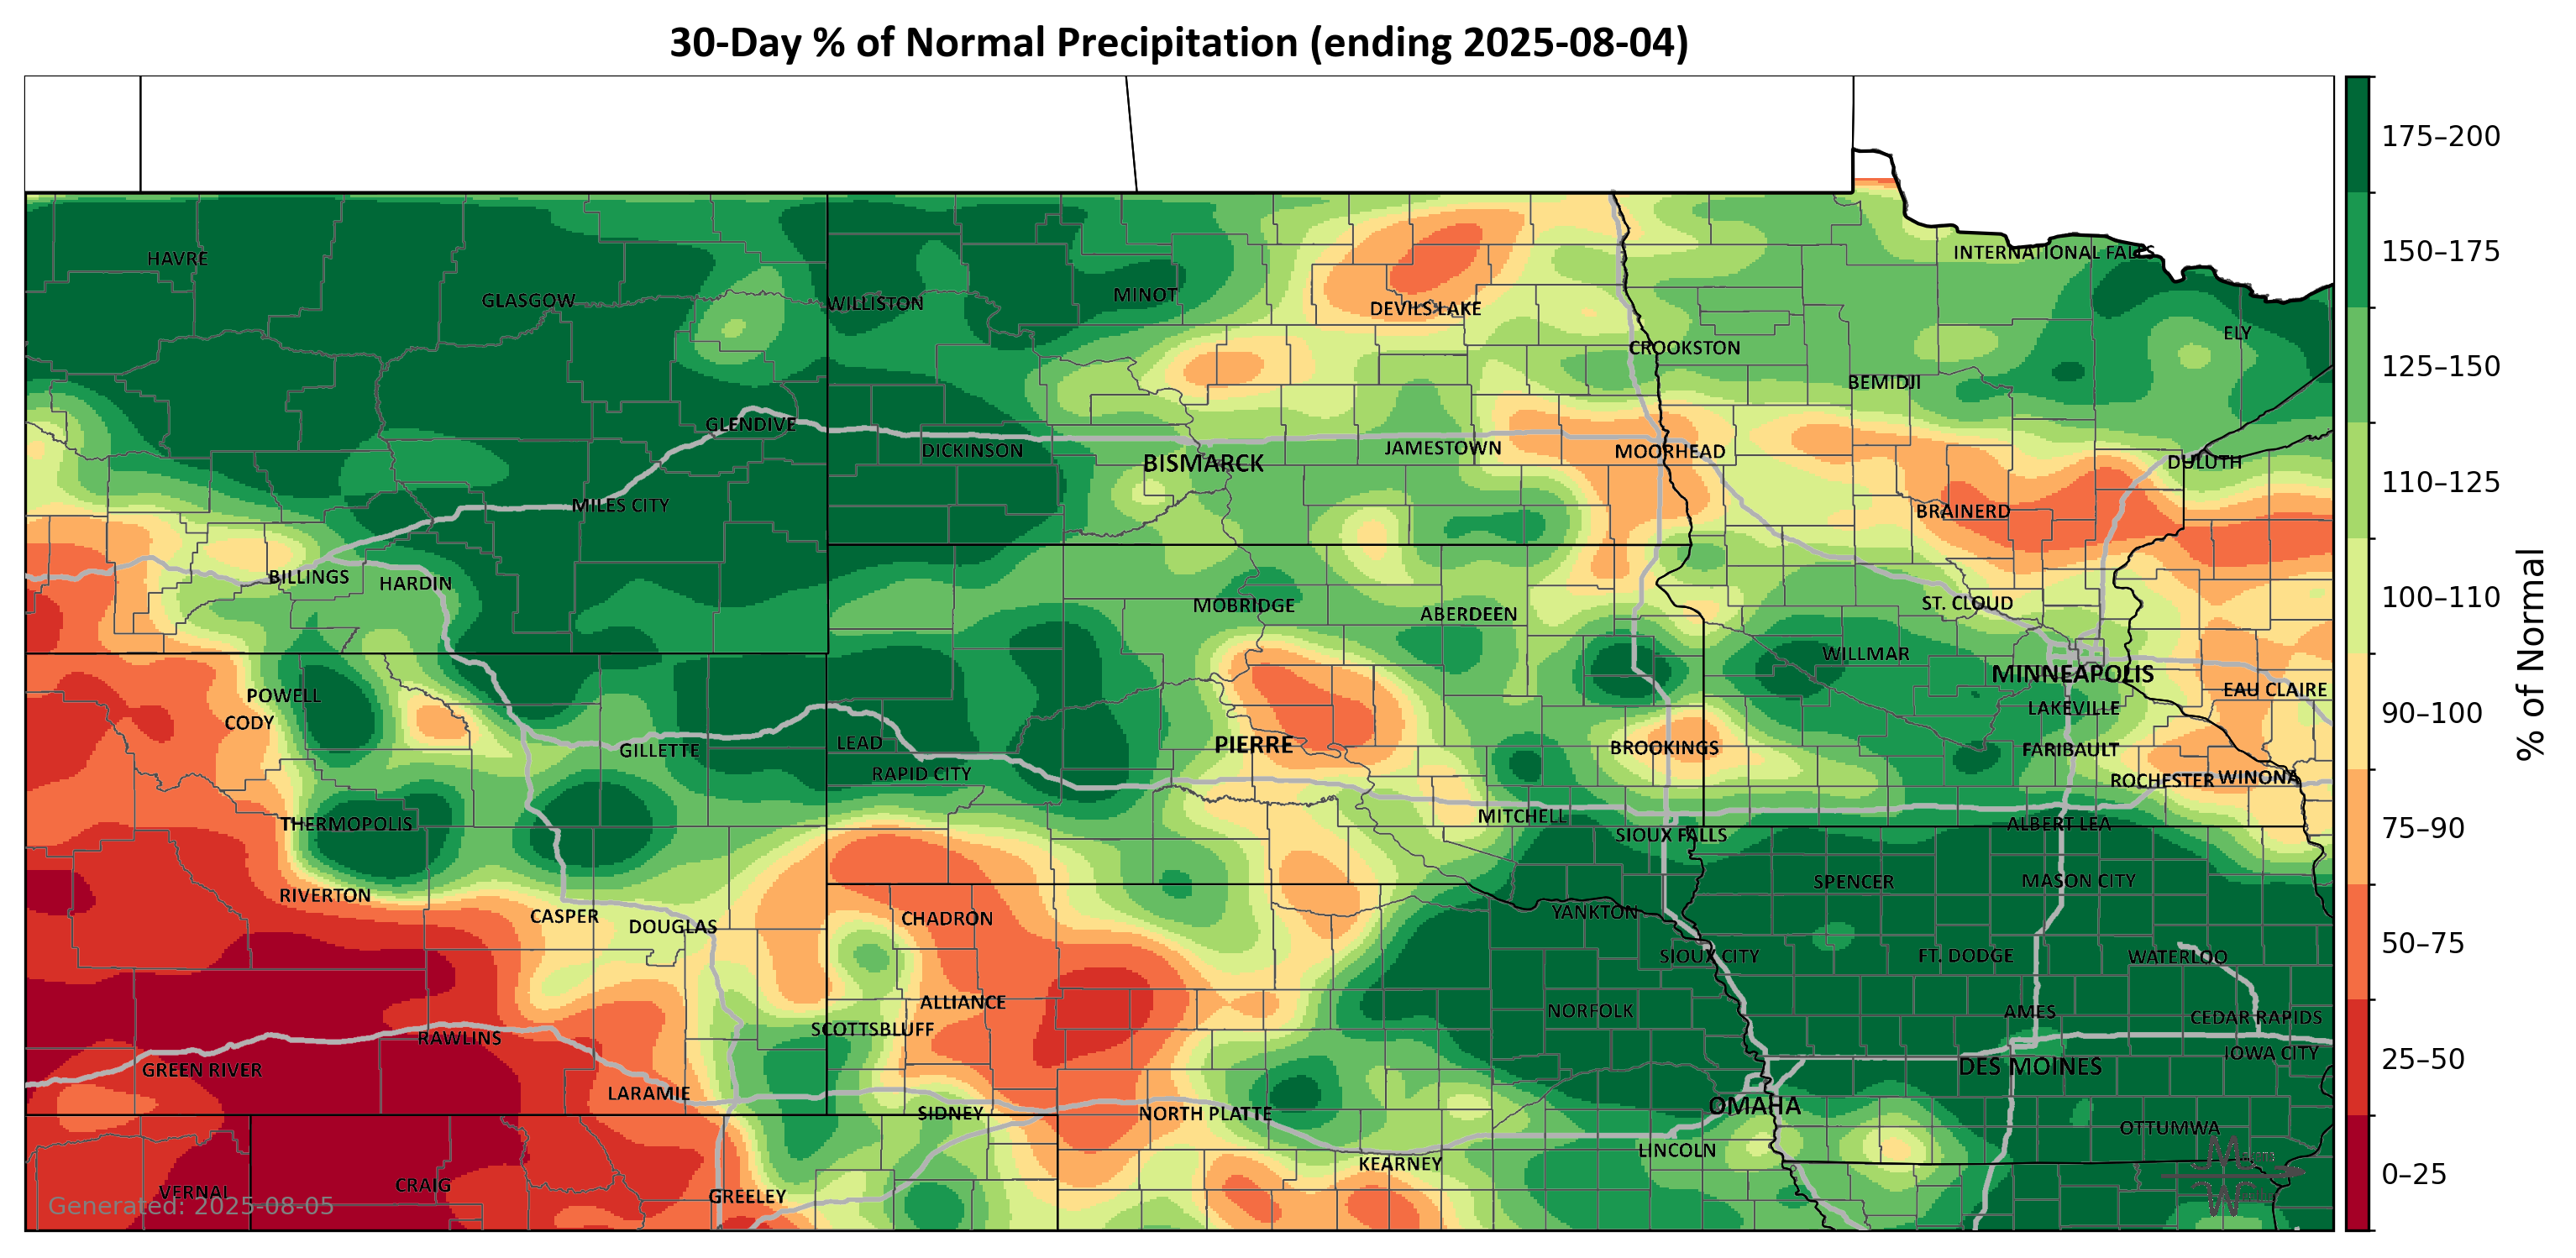 30-Day % of Normal Precipitation (ending 2025-08-04)
175–200
INTERNATIONAL FALLS
150–175
HAVRE
MINOT
GLASGOW
WILLISTON
DEVILS LAKE
ELY
CROOKSTON
125–150
BEMIDJI
GLENDIVE
DICKINSON
JAMESTOWN
MOORHEAD
BISMARCK
DULUTH
110–125
MILES CITY
BRAINERD
BILLINGS
HARDIN
100–110
MOBRIDGE
ABERDEEN
ST. CLOUD
WILLMAR
MINNEAPOLIS
POWELL
EAU CLAIRE
CODY
LAKEVILLE
90–100
% of Normal
LEAD
PIERRE
BROOKINGS
GILLETTE
FARIBAULT
RAPID CITY
ROCHESTER
WINONA
THERMOPOLIS
MITCHELL
ALBERT LEA
75–90
SIOUX FALLS
SPENCER
MASON CITY
RIVERTON
CASPER
CHADRON
YANKTON
DOUGLAS
SIOUX CITY
FT. DODGE
WATERLOO
50–75
ALLIANCE
NORFOLK
AMES
CEDAR RAPIDS
SCOTTSBLUFF
RAWLINS
IOWA CITY
25–50
GREEN RIVER
DES MOINES
LARAMIE
OMAHA
SIDNEY
NORTH PLATTE
OTTUMWA
LINCOLN
KEARNEY
0–25
VERNAL
CRAIG
GREELEY
Generated: 2025-08-05